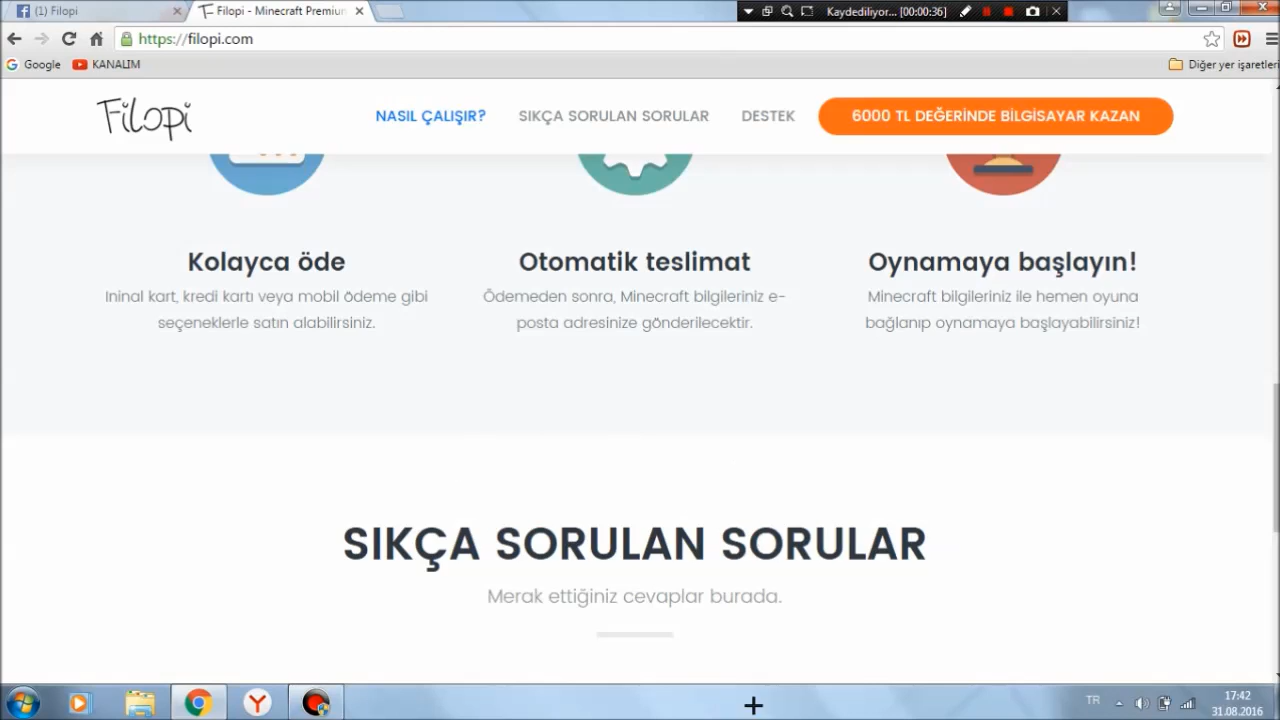 (1) Filopi
Filopi - Minecraft Premium
Kaydediliyor... [00:00:36]
https://filopi.com
Google
KANALIM
Diğer yer işaretleri
Filopi
NASIL ÇALIŞIR?
SIKÇA SORULAN SORULAR
DESTEK
6000 TL DEĞERİNDE BİLGİSAYAR KAZAN
Kolayca öde
Ininal kart, kredi kartı veya mobil ödeme gibi
seçeneklerle satın alabilirsiniz.
Otomatik teslimat
Ödemeden sonra, Minecraft bilgileriniz e-
posta adresinize gönderilecektir.
Oynamaya başlayın!
Minecraft bilgileriniz ile hemen oyuna
bağlanıp oynamaya başlayabilirsiniz!
SIKÇA SORULAN SORULAR
Merak ettiğiniz cevaplar burada.
TR
17:42
31.08.2016